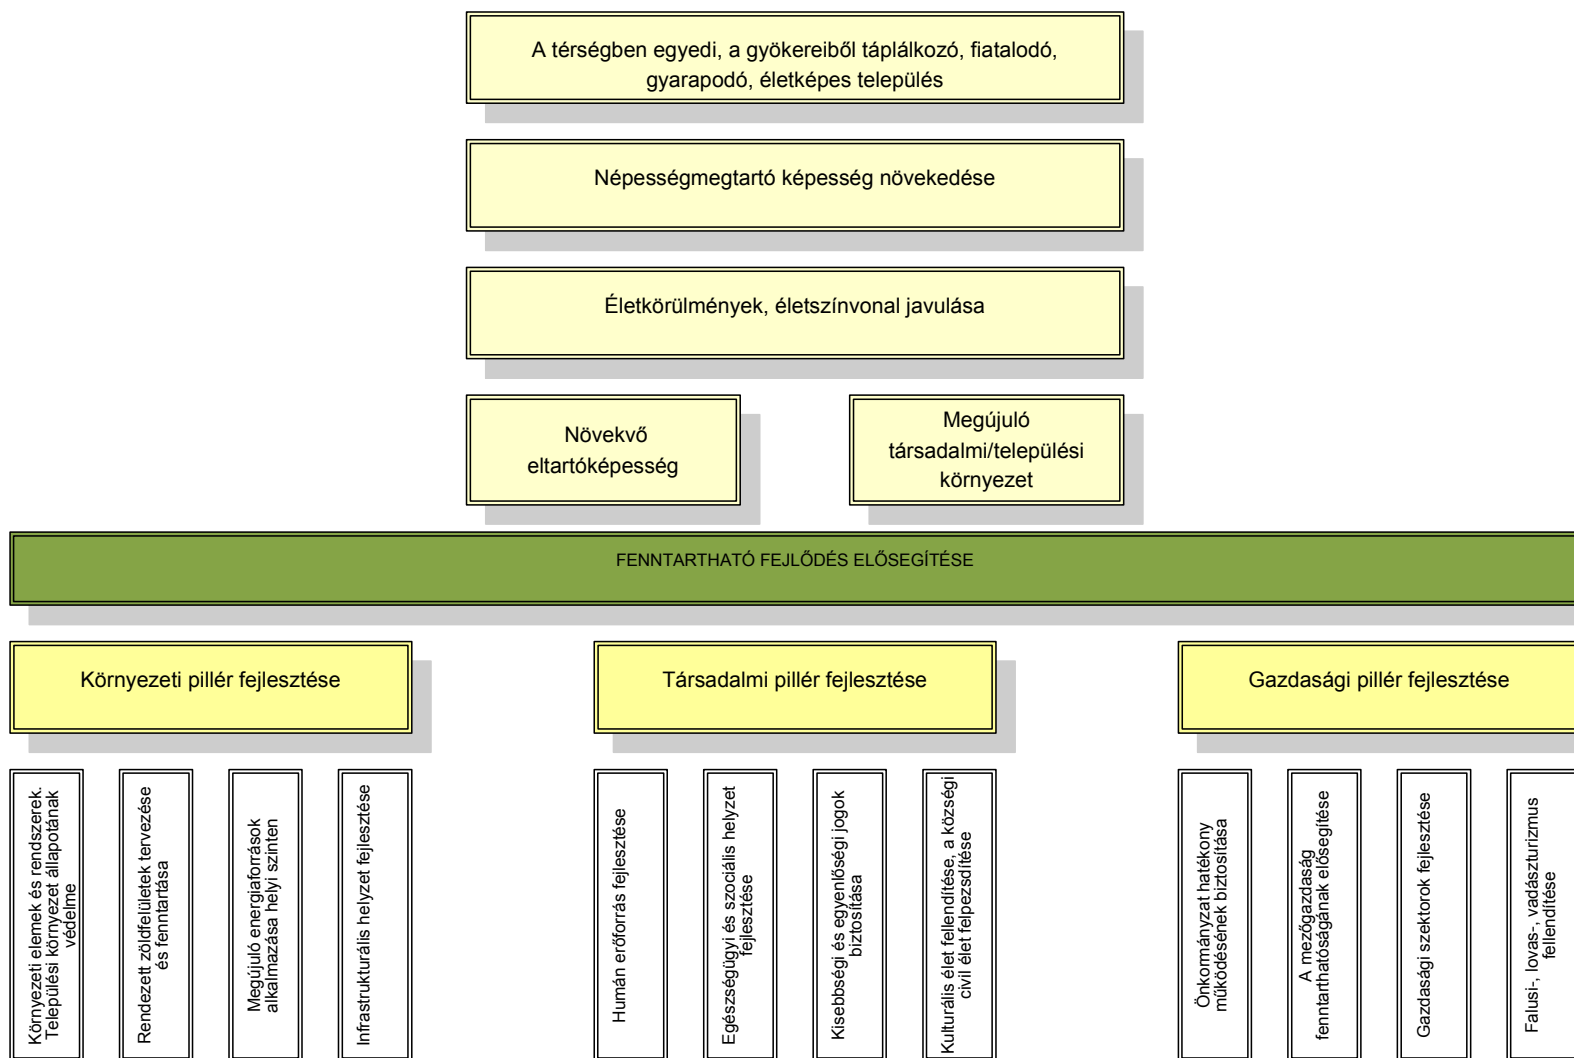 A térségben egyedi, a gyökereiből táplálkozó, fiatalodó,
gyarapodó, életképes település
Népességmegtartó képesség növekedése
Életkörülmények, életszínvonal javulása
Növekvő
eltartóképesség
Megújuló
társadalmi/települési
környezet
FENNTARTHATÓ FEJLŐDÉS ELŐSEGÍTÉSE
Környezeti pillér fejlesztése
Társadalmi pillér fejlesztése
Gazdasági pillér fejlesztése
Környezeti elemek és rendszerek.
Települési környezet állapotának
védelme
Rendezett zöldfelületek tervezése
és fenntartása
Megújuló energiaforrások
alkalmazása helyi szinten
Infrastrukturális helyzet fejlesztése
Humán erőforrás fejlesztése
Egészségügyi és szociális helyzet
fejlesztése
Kisebbségi és egyenlőségi jogok
biztosítása
Kulturális élet fellendítése, a községi
civil élet felpezsdítése
Önkormányzat hatékony
működésének biztosítása
A mezőgazdaság
fenntarthatóságának elősegítése
Gazdasági szektorok fejlesztése
Falusi-, lovas-, vadászturizmus
fellendítése